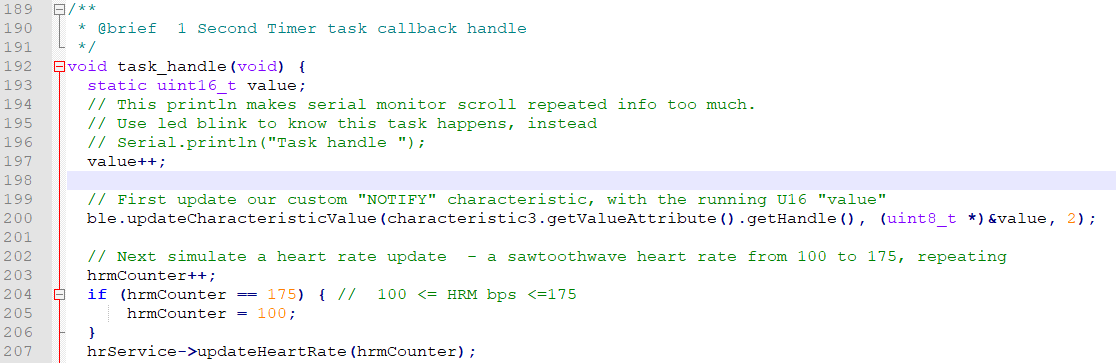 189 /**
190  * @brief  1 Second Timer task callback handle
191  */
192 void task_handle(void) {
193   static uint16_t value;
194   // This println makes serial monitor scroll repeated info too much.
195   // Use led blink to know this task happens, instead
196   // Serial.println("Task handle ");
197   value++;
198
199   // First update our custom "NOTIFY" characteristic, with the running U16 "value"
200   ble.updateCharacteristicValue(characteristic3.getValueAttribute().getHandle(), (uint8_t *)&value, 2);
201
202   // Next simulate a heart rate update  - a sawtoothwave heart rate from 100 to 175, repeating
203   hrmCounter++;
204   if (hrmCounter == 175) { //  100 <= HRM bps <=175
205       hrmCounter = 100;
206   }
207   hrService->updateHeartRate(hrmCounter);